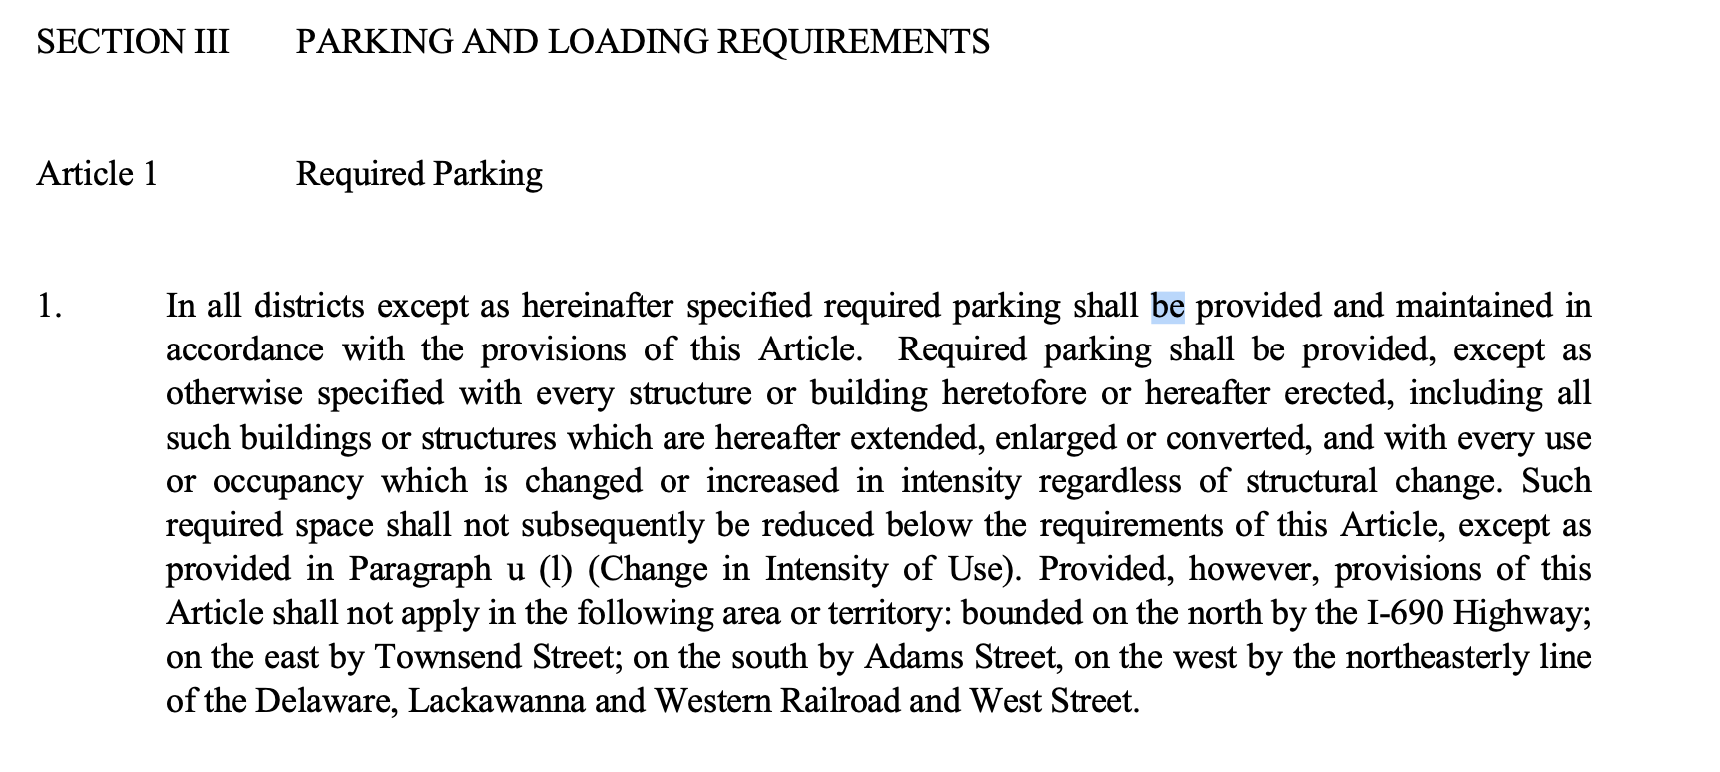 SECTION III PARKING AND LOADING REQUIREMENTS
Article 1 Required Parking
1. In all districts except as hereinafter specified required parking shall be provided and maintained in
accordance with the provisions of this Article. Required parking shall be provided, except as
otherwise specified with every structure or building heretofore or hereafter erected, including all
such buildings or structures which are hereafter extended, enlarged or converted, and with every use
or occupancy which is changed or increased in intensity regardless of structural change. Such
required space shall not subsequently be reduced below the requirements of this Article, except as
provided in Paragraph u (l) (Change in Intensity of Use). Provided, however, provisions of this
Article shall not apply in the following area or territory: bounded on the north by the I-690 Highway;
on the east by Townsend Street; on the south by Adams Street, on the west by the northeasterly line
of the Delaware, Lackawanna and Western Railroad and West Street.